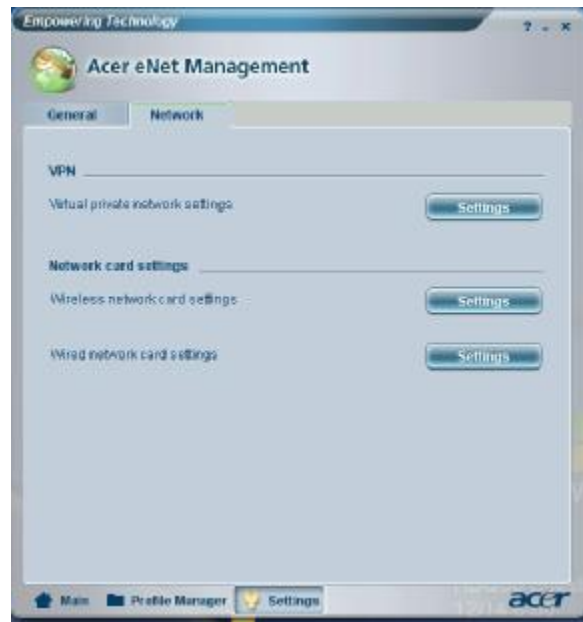 Empowering Technology
? - ×
Acer eNet Management
General Network
VPN
Virtual private network settings Settings
Network card settings
Wireless network card settings Settings
Wired network card settings Settings
Main Profile Manager Settings acer